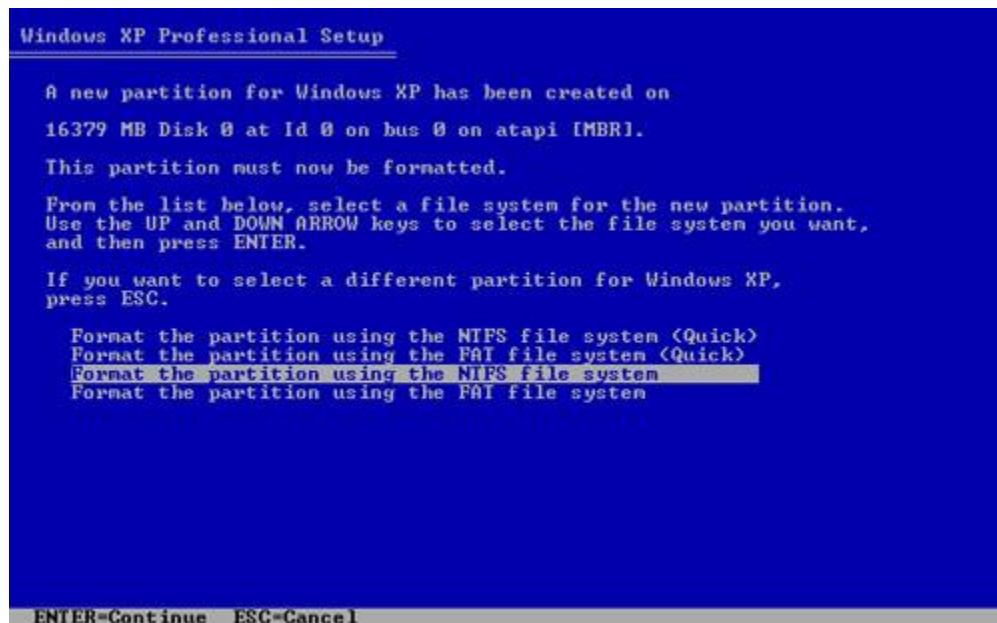 Windows XP Professional Setup
A new partition for Windows XP has been created on
16379 MB Disk 0 at Id 0 on bus 0 on atapi [MBR].
This partition must now be formatted.
From the list below, select a file system for the new partition.
Use the UP and DOWN ARROW keys to select the file system you want,
and then press ENTER.
If you want to select a different partition for Windows XP,
press ESC.
Format the partition using the NTFS file system (Quick)
Format the partition using the FAT file system (Quick)
Format the partition using the NTFS file system
Format the partition using the FAT file system
ENTER=Continue ESC=Cancel